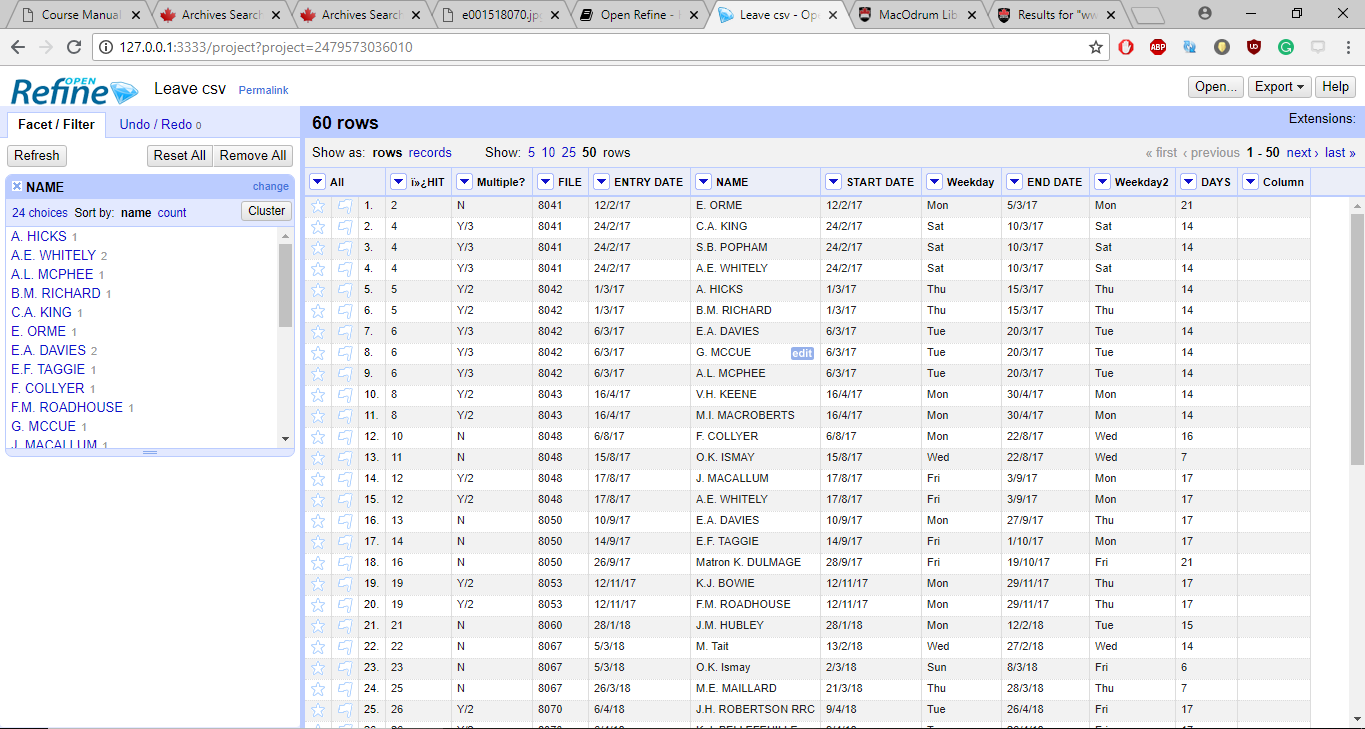 Course Manual
Archives Search
Archives Search
e001518070.jpg
Open Refine -
Leave csv - Ope
MacOdrum Lib
Results for "ww
127.0.0.1:3333/project?project=2479573036010
ABP
OPEN
Refine Leave csv Permalink
Open... Export Help
Facet / Filter Undo / Redo 0
60 rows
Extensions:
Refresh Reset All Remove All
Show as: rows records Show: 5 10 25 50 rows
« first ‹ previous 1 - 50 next › last »
NAME change
24 choices Sort by: name count Cluster
A. HICKS 1
A.E. WHITELY 2
A.L. MCPHEE 1
B.M. RICHARD 1
C.A. KING 1
E. ORME 1
E.A. DAVIES 2
E.F. TAGGIE 1
F. COLLYER 1
F.M. ROADHOUSE 1
G. MCCUE 1
J. MACALLUM 1
All ï»¿HIT Multiple? FILE ENTRY DATE NAME START DATE Weekday END DATE Weekday2 DAYS Column
1. 2 N 8041 12/2/17 E. ORME 12/2/17 Mon 5/3/17 Mon 21
2. 4 Y/3 8041 24/2/17 C.A. KING 24/2/17 Sat 10/3/17 Sat 14
3. 4 Y/3 8041 24/2/17 S.B. POPHAM 24/2/17 Sat 10/3/17 Sat 14
4. 4 Y/3 8041 24/2/17 A.E. WHITELY 24/2/17 Sat 10/3/17 Sat 14
5. 5 Y/2 8042 1/3/17 A. HICKS 1/3/17 Thu 15/3/17 Thu 14
6. 5 Y/2 8042 1/3/17 B.M. RICHARD 1/3/17 Thu 15/3/17 Thu 14
7. 6 Y/3 8042 6/3/17 E.A. DAVIES 6/3/17 Tue 20/3/17 Tue 14
8. 6 Y/3 8042 6/3/17 G. MCCUE edit 6/3/17 Tue 20/3/17 Tue 14
9. 6 Y/3 8042 6/3/17 A.L. MCPHEE 6/3/17 Tue 20/3/17 Tue 14
10. 8 Y/2 8043 16/4/17 V.H. KEENE 16/4/17 Mon 30/4/17 Mon 14
11. 8 Y/2 8043 16/4/17 M.I. MACROBERTS 16/4/17 Mon 30/4/17 Mon 14
12. 10 N 8048 6/8/17 F. COLLYER 6/8/17 Mon 22/8/17 Wed 16
13. 11 N 8048 15/8/17 O.K. ISMAY 15/8/17 Wed 22/8/17 Wed 7
14. 12 Y/2 8048 17/8/17 J. MACALLUM 17/8/17 Fri 3/9/17 Mon 17
15. 12 Y/2 8048 17/8/17 A.E. WHITELY 17/8/17 Fri 3/9/17 Mon 17
16. 13 N 8050 10/9/17 E.A. DAVIES 10/9/17 Mon 27/9/17 Thu 17
17. 14 N 8050 14/9/17 E.F. TAGGIE 14/9/17 Fri 1/10/17 Mon 17
18. 16 N 8050 26/9/17 Matron K. DULMAGE 28/9/17 Fri 19/10/17 Fri 21
19. 19 Y/2 8053 12/11/17 K.J. BOWIE 12/11/17 Mon 29/11/17 Thu 17
20. 19 Y/2 8053 12/11/17 F.M. ROADHOUSE 12/11/17 Mon 29/11/17 Thu 17
21. 21 N 8060 28/1/18 J.M. HUBLEY 28/1/18 Mon 12/2/18 Tue 15
22. 22 N 8067 5/3/18 M. Tait 13/2/18 Wed 27/2/18 Wed 14
23. 23 N 8067 5/3/18 O.K. Ismay 2/3/18 Sun 8/3/18 Fri 6
24. 25 N 8067 26/3/18 M.E. MAILLARD 21/3/18 Thu 28/3/18 Thu 7
25. 26 Y/2 8070 6/4/18 J.H. ROBERTSON RRC 9/4/18 Tue 26/4/18 Fri 17